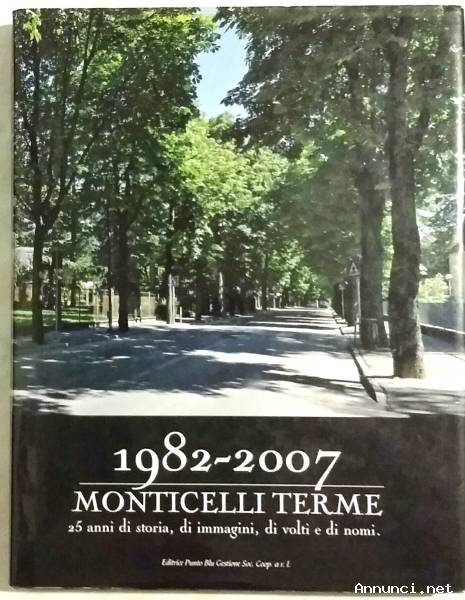 1982-2007
MONTICELLI TERME
25 anni di storia, di immagini, di volti e di nomi.
Editrice Punto Blu Gestione Soc. Coop. a r. l.
Annunci.net